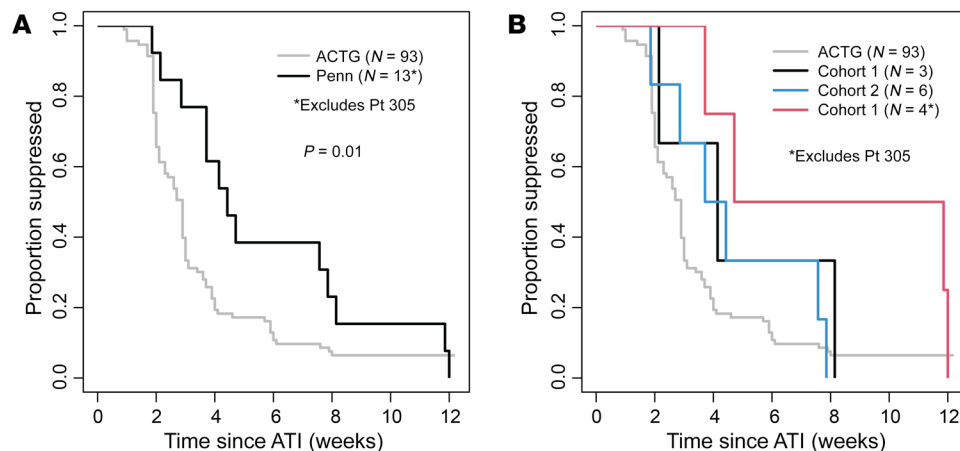 A
Proportion suppressed
1.0
0.8
0.6
0.4
0.2
0.0
ACTG (N = 93)
Penn (N = 13*)
*Excludes Pt 305
P = 0.01
0 2 4 6 8 10 12
Time since ATI (weeks)
B
Proportion suppressed
1.0
0.8
0.6
0.4
0.2
0.0
ACTG (N = 93)
Cohort 1 (N = 3)
Cohort 2 (N = 6)
Cohort 1 (N = 4*)
*Excludes Pt 305
0 2 4 6 8 10 12
Time since ATI (weeks)